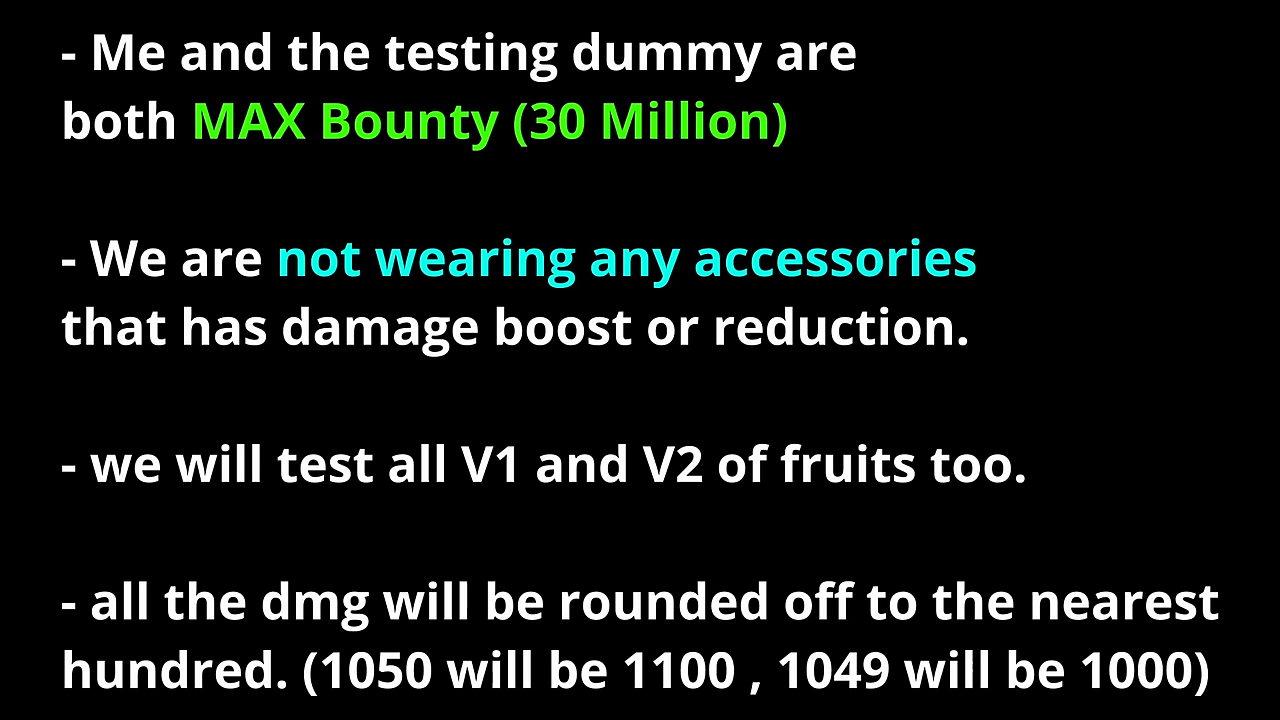 - Me and the testing dummy are
both MAX Bounty (30 Million)
- We are not wearing any accessories
that has damage boost or reduction.
- we will test all V1 and V2 of fruits too.
- all the dmg will be rounded off to the nearest
hundred. (1050 will be 1100 , 1049 will be 1000)